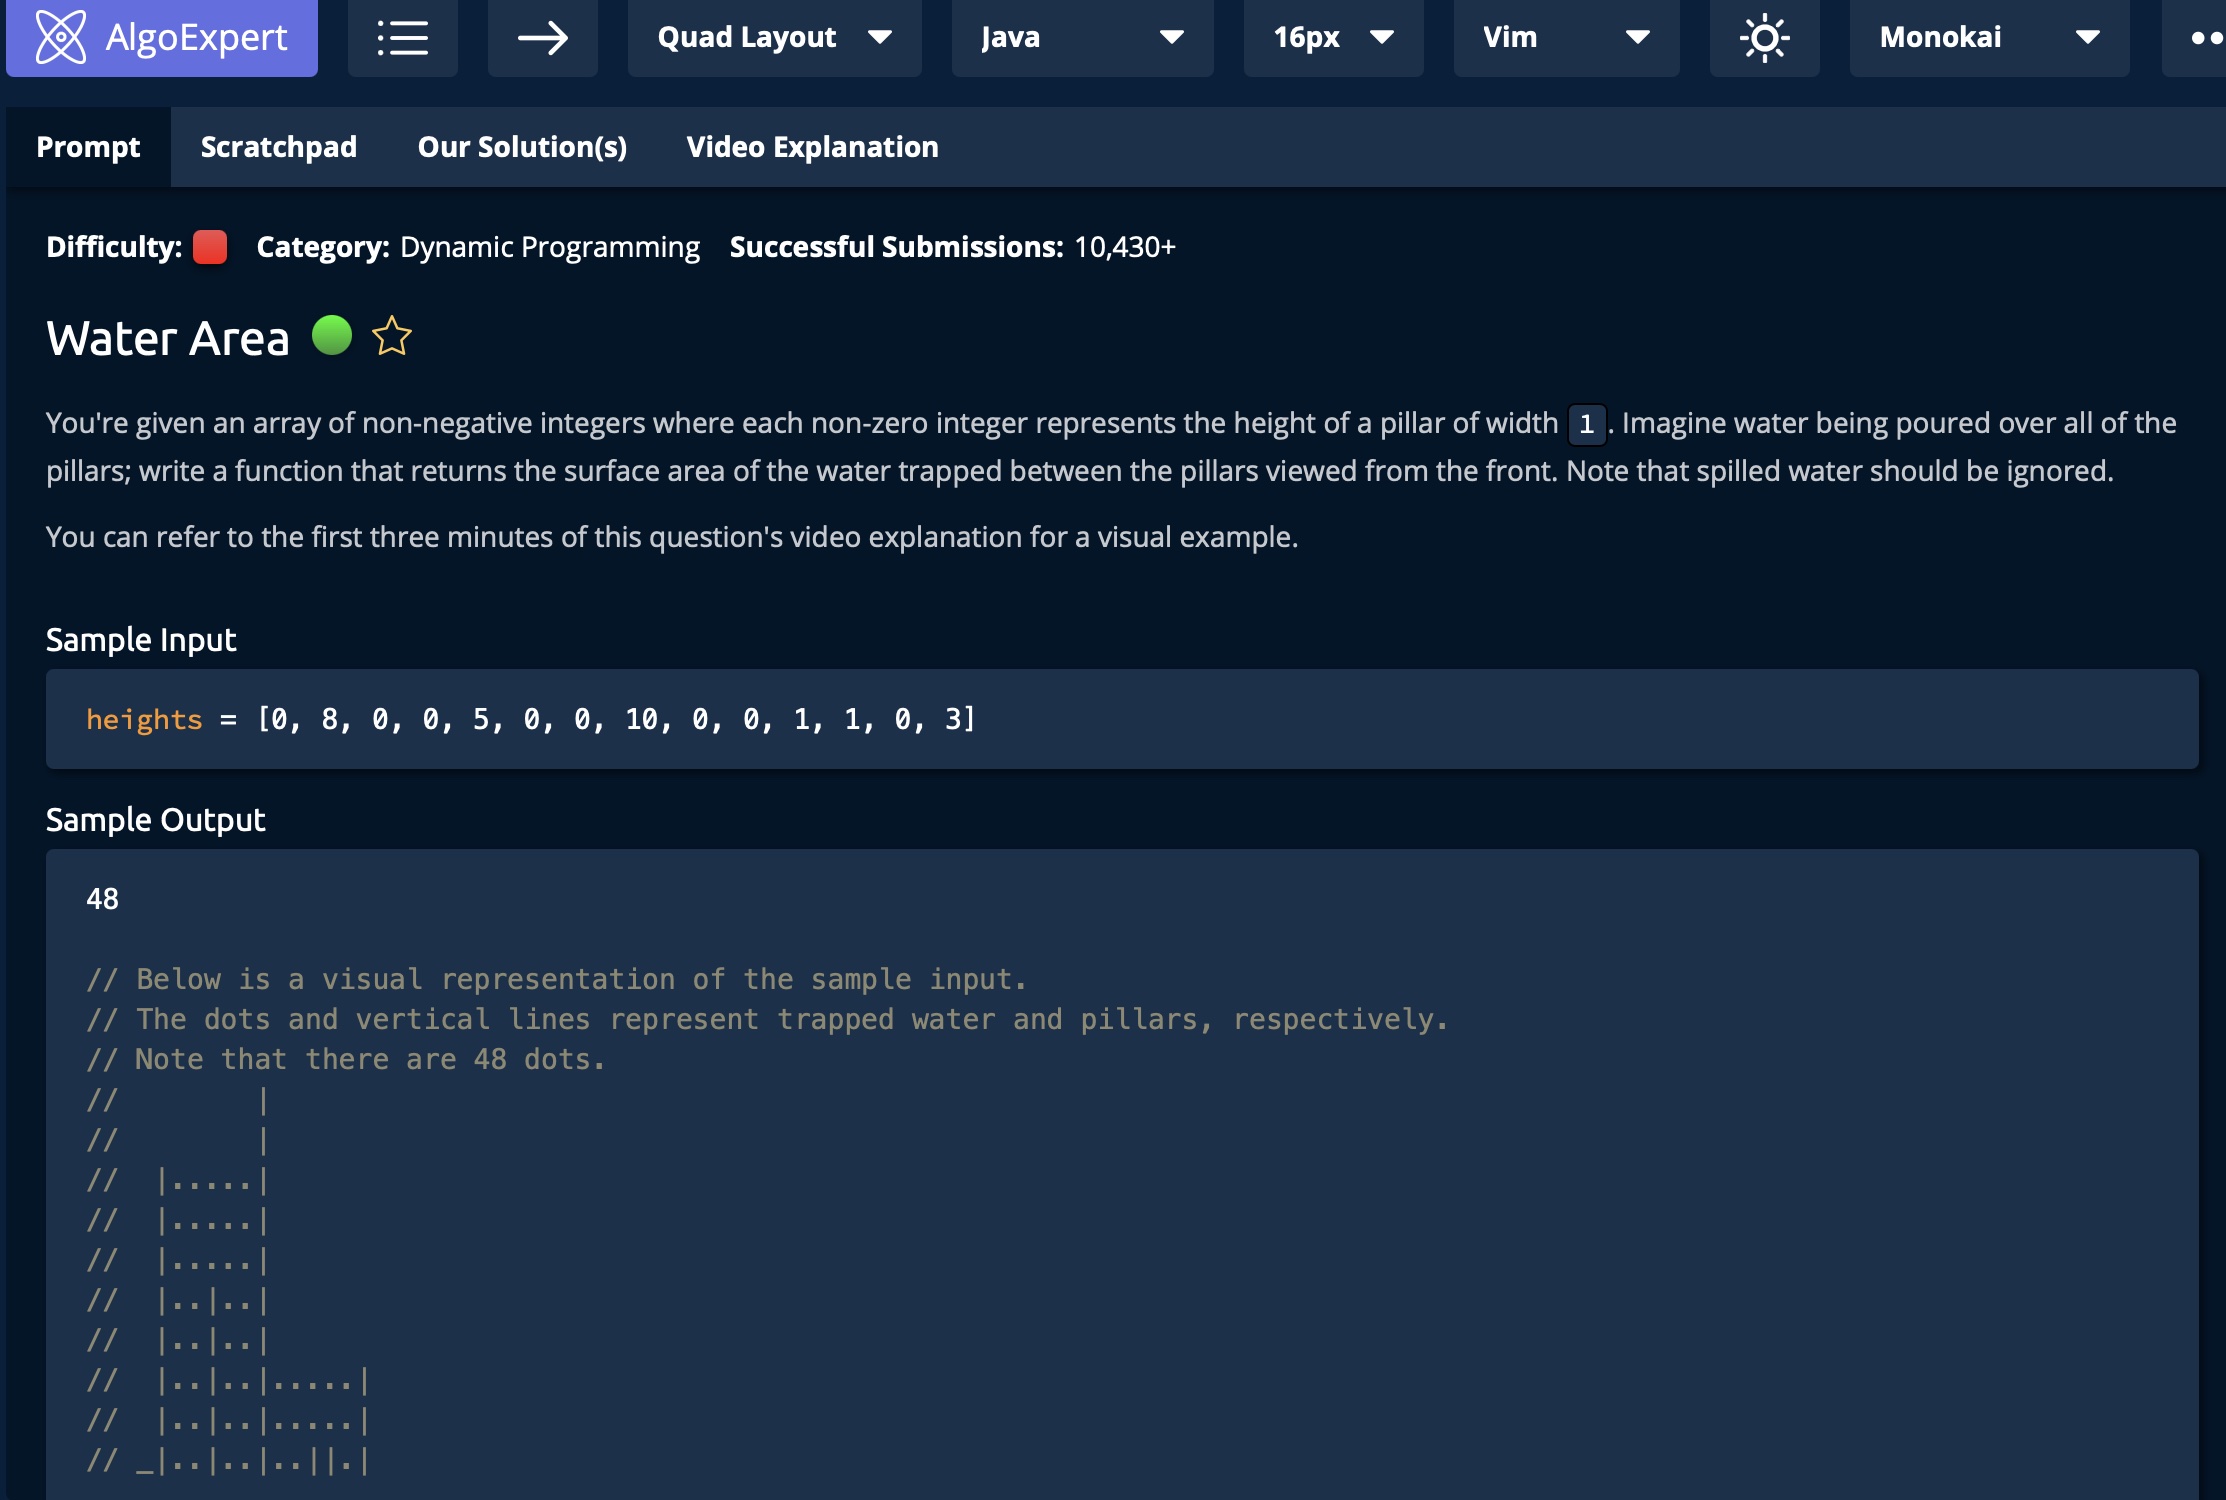 AlgoExpert Quad Layout Java 16px Vim Monokai
Prompt Scratchpad Our Solution(s) Video Explanation
Difficulty: Category: Dynamic Programming Successful Submissions: 10,430+
Water Area
You're given an array of non-negative integers where each non-zero integer represents the height of a pillar of width 1. Imagine water being poured over all of the
pillars; write a function that returns the surface area of the water trapped between the pillars viewed from the front. Note that spilled water should be ignored.
You can refer to the first three minutes of this question's video explanation for a visual example.
Sample Input
heights = [0, 8, 0, 0, 5, 0, 0, 10, 0, 0, 1, 1, 0, 3]
Sample Output
48
// Below is a visual representation of the sample input.
// The dots and vertical lines represent trapped water and pillars, respectively.
// Note that there are 48 dots.
//        |
//        |
//  |.....|
//  |.....|
//  |.....|
//  |..|..|
//  |..|..|
//  |..|..|.....|
//  |..|..|.....|
// _|..|..|..||.|